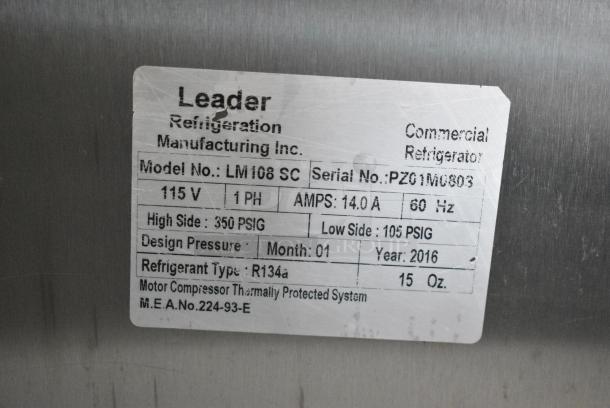 Leader
Refrigeration
Manufacturing Inc.
Commercial
Refrigerator
Model No.: LM108 SC Serial No.:PZ01M0803
115 V 1 PH AMPS: 14.0 A 60 Hz
High Side : 350 PSIG Low Side : 105 PSIG
Design Pressure : Month: 01 Year: 2016
Refrigerant Type : R134a 15 Oz.
Motor Compressor Thermally Protected System
M.E.A.No.224-93-E